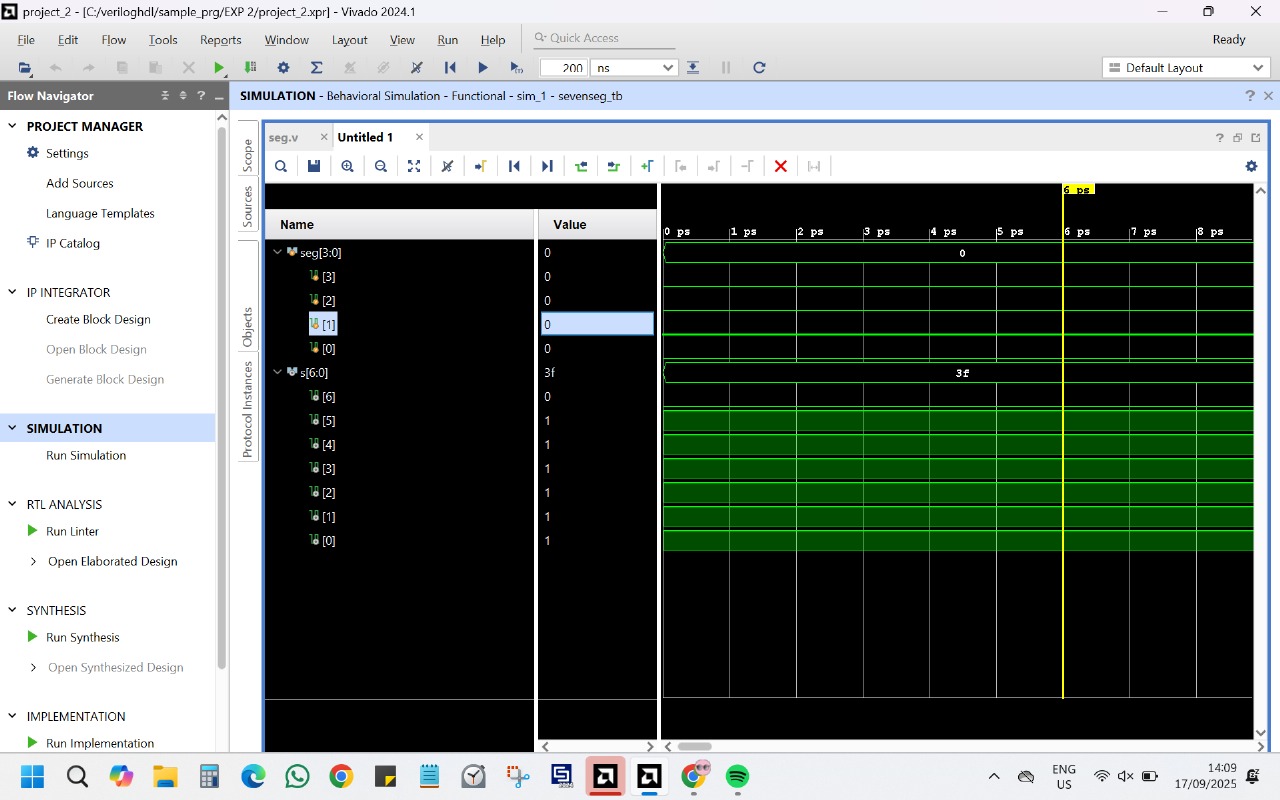 project_2 - [C:/veriloghdl/sample_prg/EXP 2/project_2.xpr] - Vivado 2024.1
File Edit Flow Tools Reports Window Layout View Run Help Quick Access Ready
200 ns Default Layout
Flow Navigator
SIMULATION - Behavioral Simulation - Functional - sim_1 - sevenseg_tb
PROJECT MANAGER
Settings
Add Sources
Language Templates
IP Catalog
IP INTEGRATOR
Create Block Design
Open Block Design
Generate Block Design
SIMULATION
Run Simulation
RTL ANALYSIS
Run Linter
Open Elaborated Design
SYNTHESIS
Run Synthesis
Open Synthesized Design
IMPLEMENTATION
Run Implementation
Scope
Sources
Objects
Protocol Instances
seg.v Untitled 1
6 ps
Name Value
0 ps 1 ps 2 ps 3 ps 4 ps 5 ps 6 ps 7 ps 8 ps
seg[3:0] 0 0
[3] 0
[2] 0
[1] 0
[0] 0
s[6:0] 3f 3f
[6] 0
[5] 1
[4] 1
[3] 1
[2] 1
[1] 1
[0] 1
ENG
US
14:09
17/09/2025